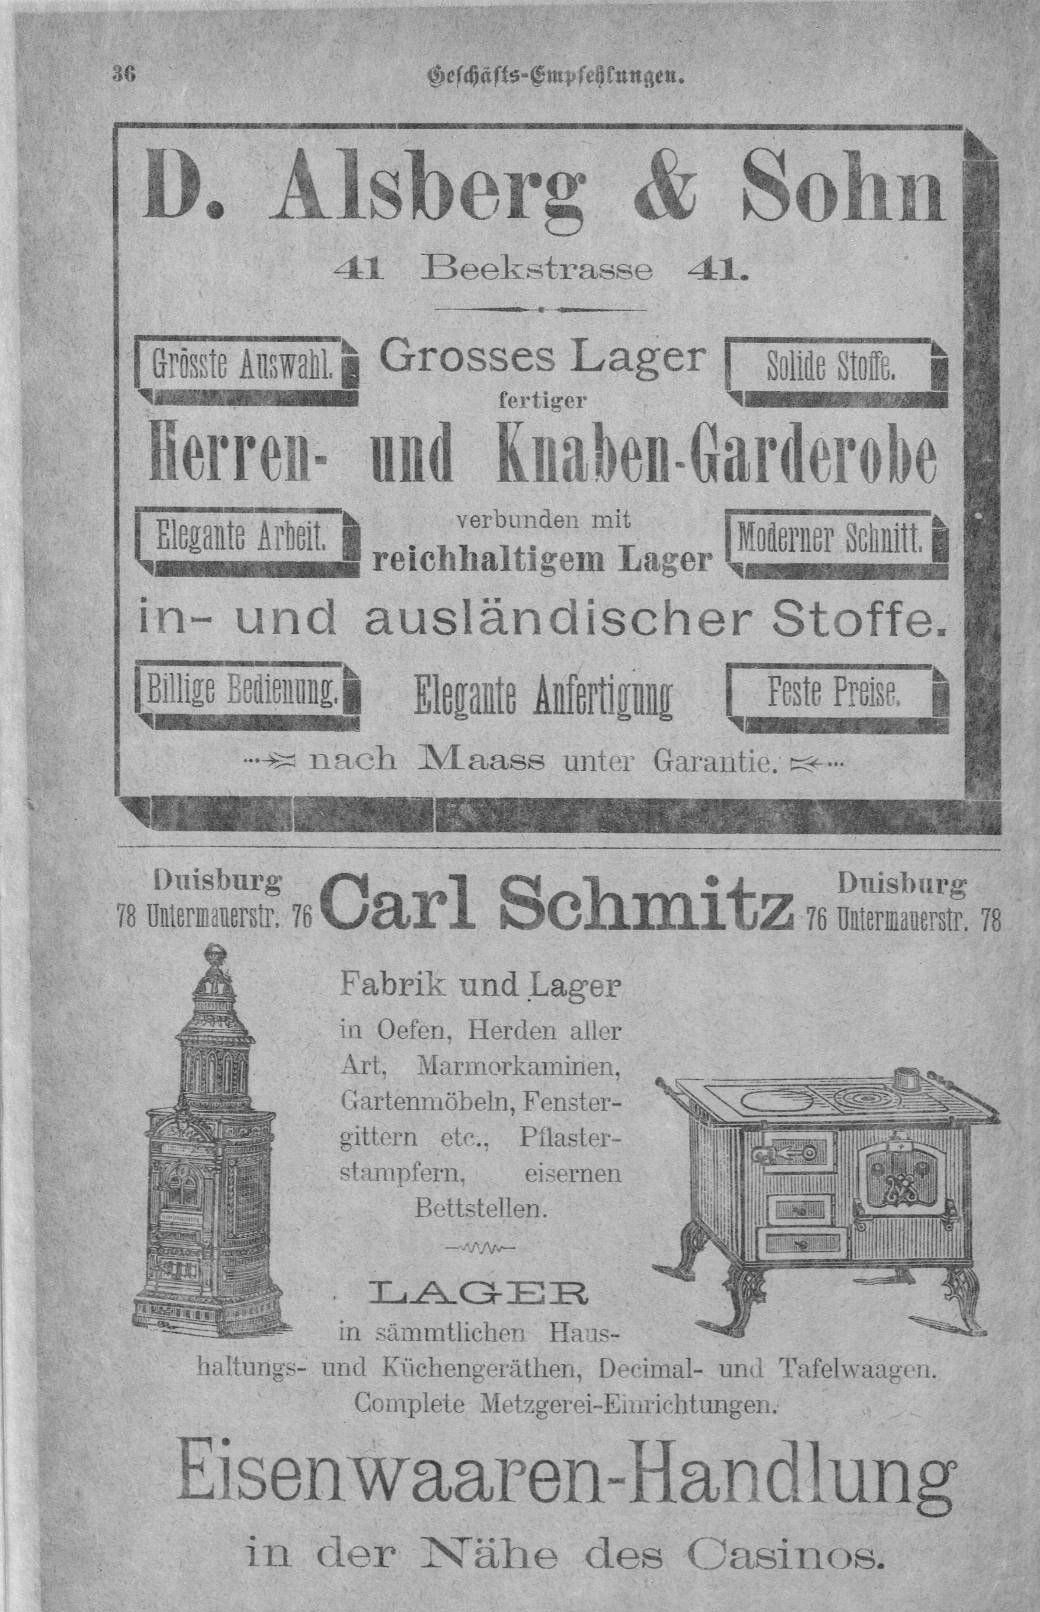 36
Geschäfts-Empfehlungen.
D. Alsberg & Sohn
41 Beekstrasse 41.
Grösste Auswahl.
Grosses Lager
Solide Stoffe.
fertiger
Herren- und Knaben-Garderobe
Elegante Arbeit.
verbunden mit
Moderner Schnitt.
reichhaltigem Lager
in- und ausländischer Stoffe.
Billige Bedienung.
Elegante Anfertigung
Feste Preise.
nach Maass unter Garantie.
Duisburg
78 Untermauerstr. 76
Carl Schmitz
Duisburg
76 Untermauerstr. 78
Fabrik und Lager
in Oefen, Herden aller
Art, Marmorkaminen,
Gartenmöbeln, Fenster-
gittern etc., Pflaster-
stampfern, eisernen
Bettstellen.
LAGER
in sämmtlichen Haus-
haltungs- und Küchengeräthen, Decimal- und Tafelwaagen.
Complete Metzgerei-Einrichtungen.
Eisenwaaren-Handlung
in der Nähe des Casinos.